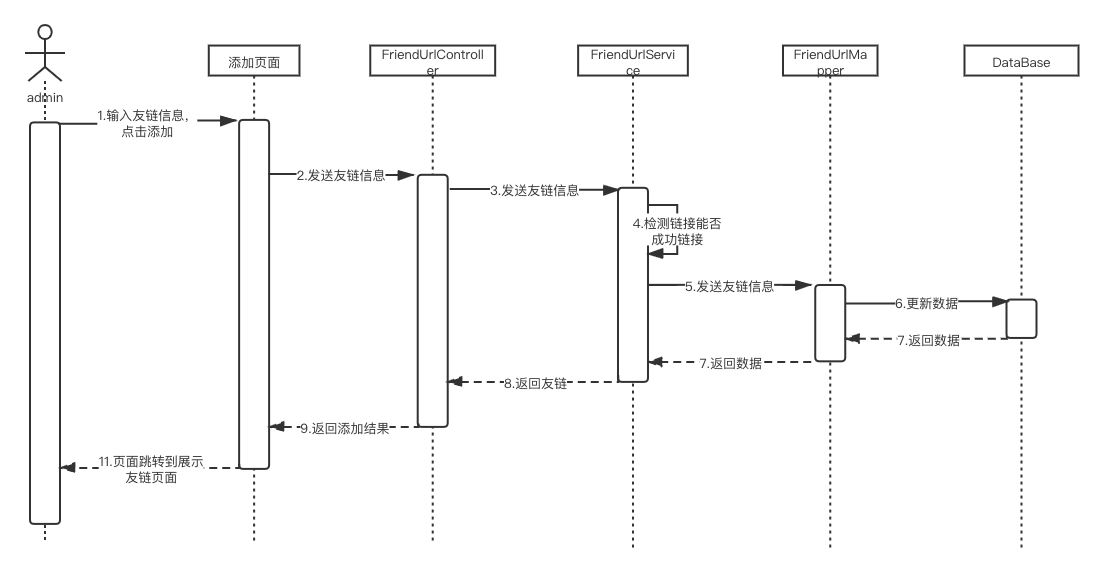 添加页面
FriendUrlControll
er
FriendUrlServi
ce
FriendUrlMa
pper
DataBase
admin
1.输入友链信息，
点击添加
2.发送友链信息
3.发送友链信息
4.检测链接能否
成功链接
5.发送友链信息
6.更新数据
7.返回数据
7.返回数据
8.返回友链
9.返回添加结果
11.页面跳转到展示
友链页面